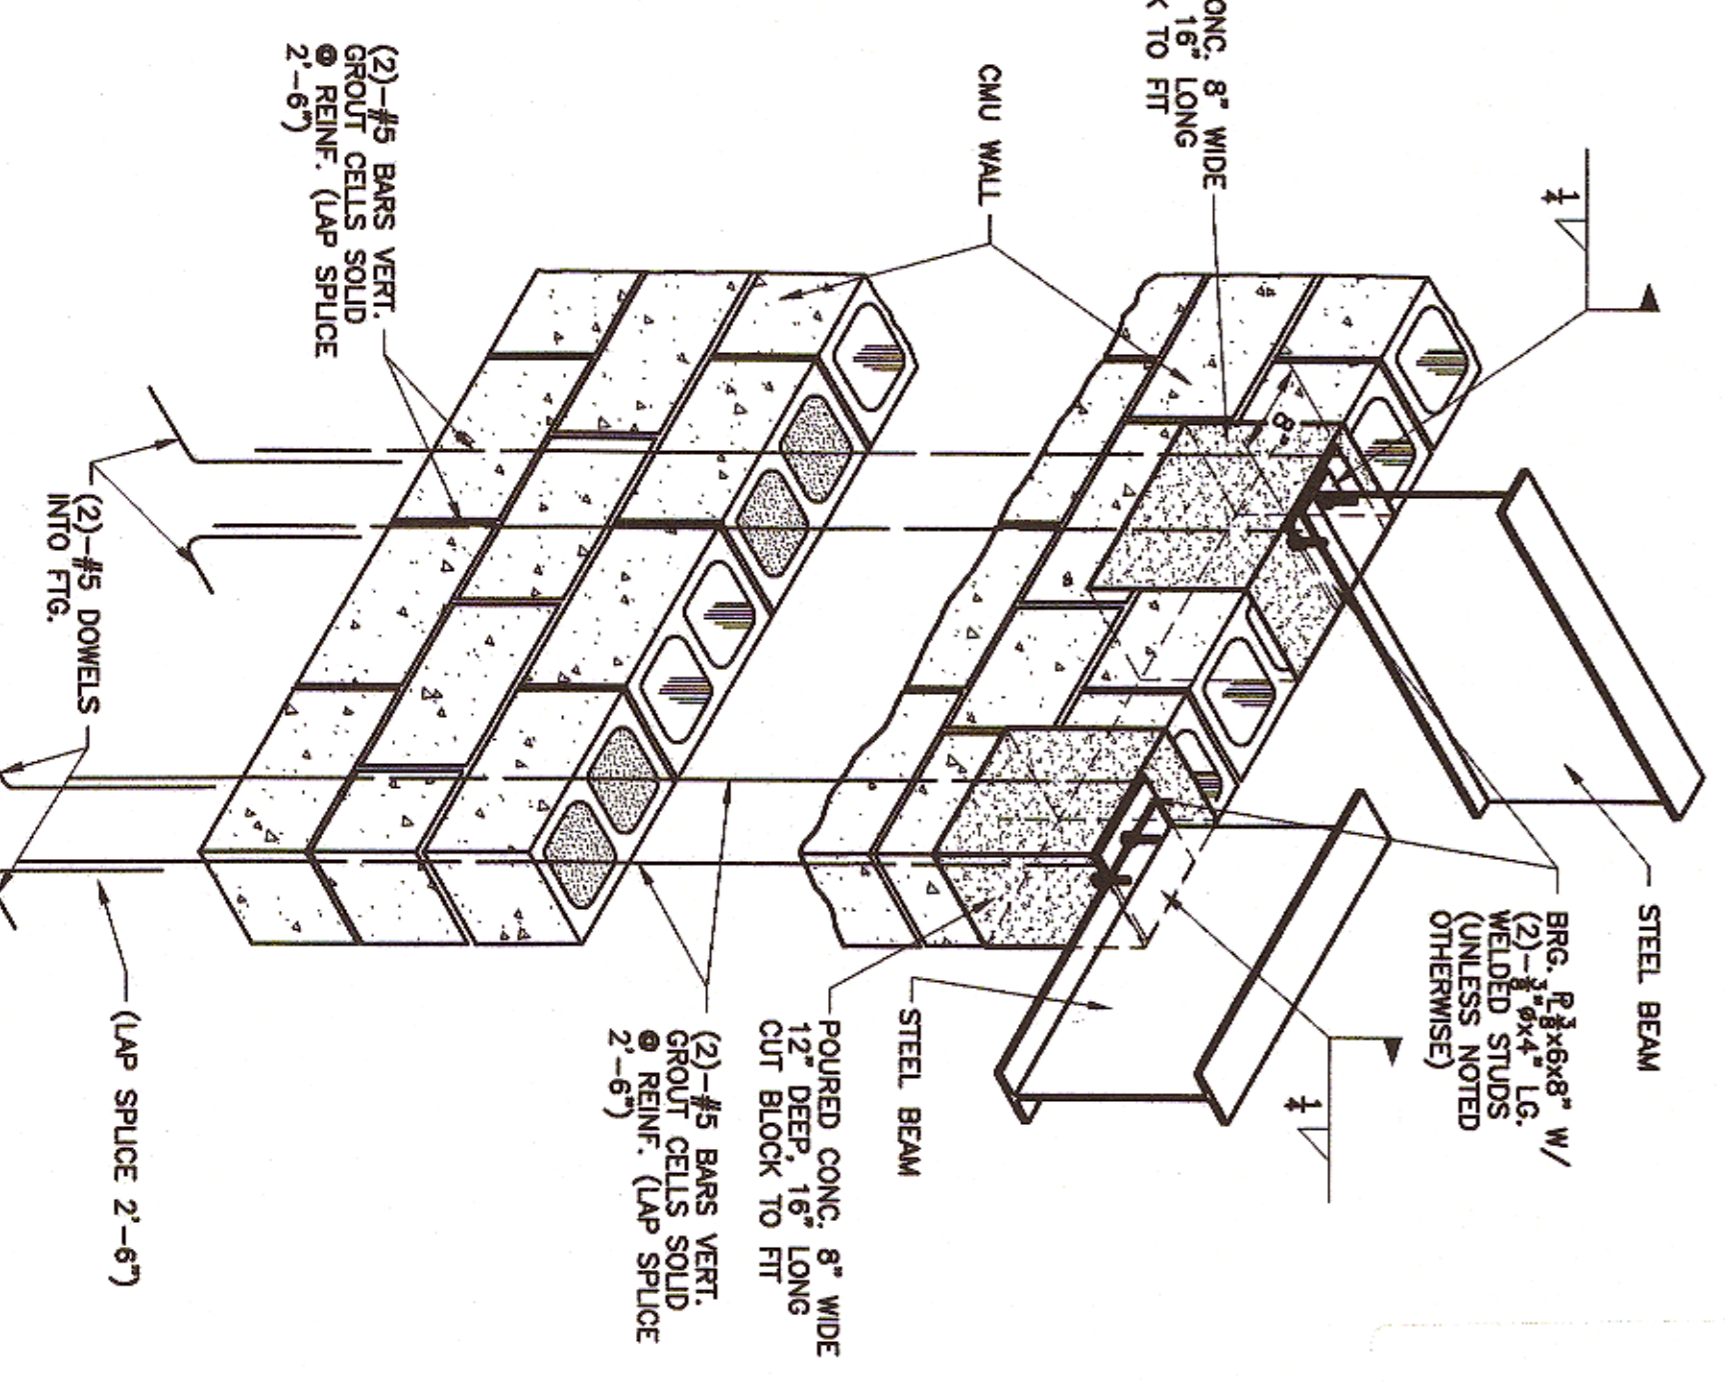 STEEL BEAM
BRG. PL 3/8x6x8" W/
(2)-3/8"øx4" LG.
WELDED STUDS
(UNLESS NOTED
OTHERWISE)
1/4
1/4
8"
ONC. 8" WIDE
16" LONG
TO FIT
CMU WALL
STEEL BEAM
POURED CONC. 8" WIDE
12" DEEP, 16" LONG
CUT BLOCK TO FIT
(2)-#5 BARS VERT.
GROUT CELLS SOLID
@ REINF. (LAP SPLICE
2'-6")
(2)-#5 BARS VERT.
GROUT CELLS SOLID
@ REINF. (LAP SPLICE
2'-6")
(2)-#5 DOWELS
INTO FTG.
(LAP SPLICE 2'-6")